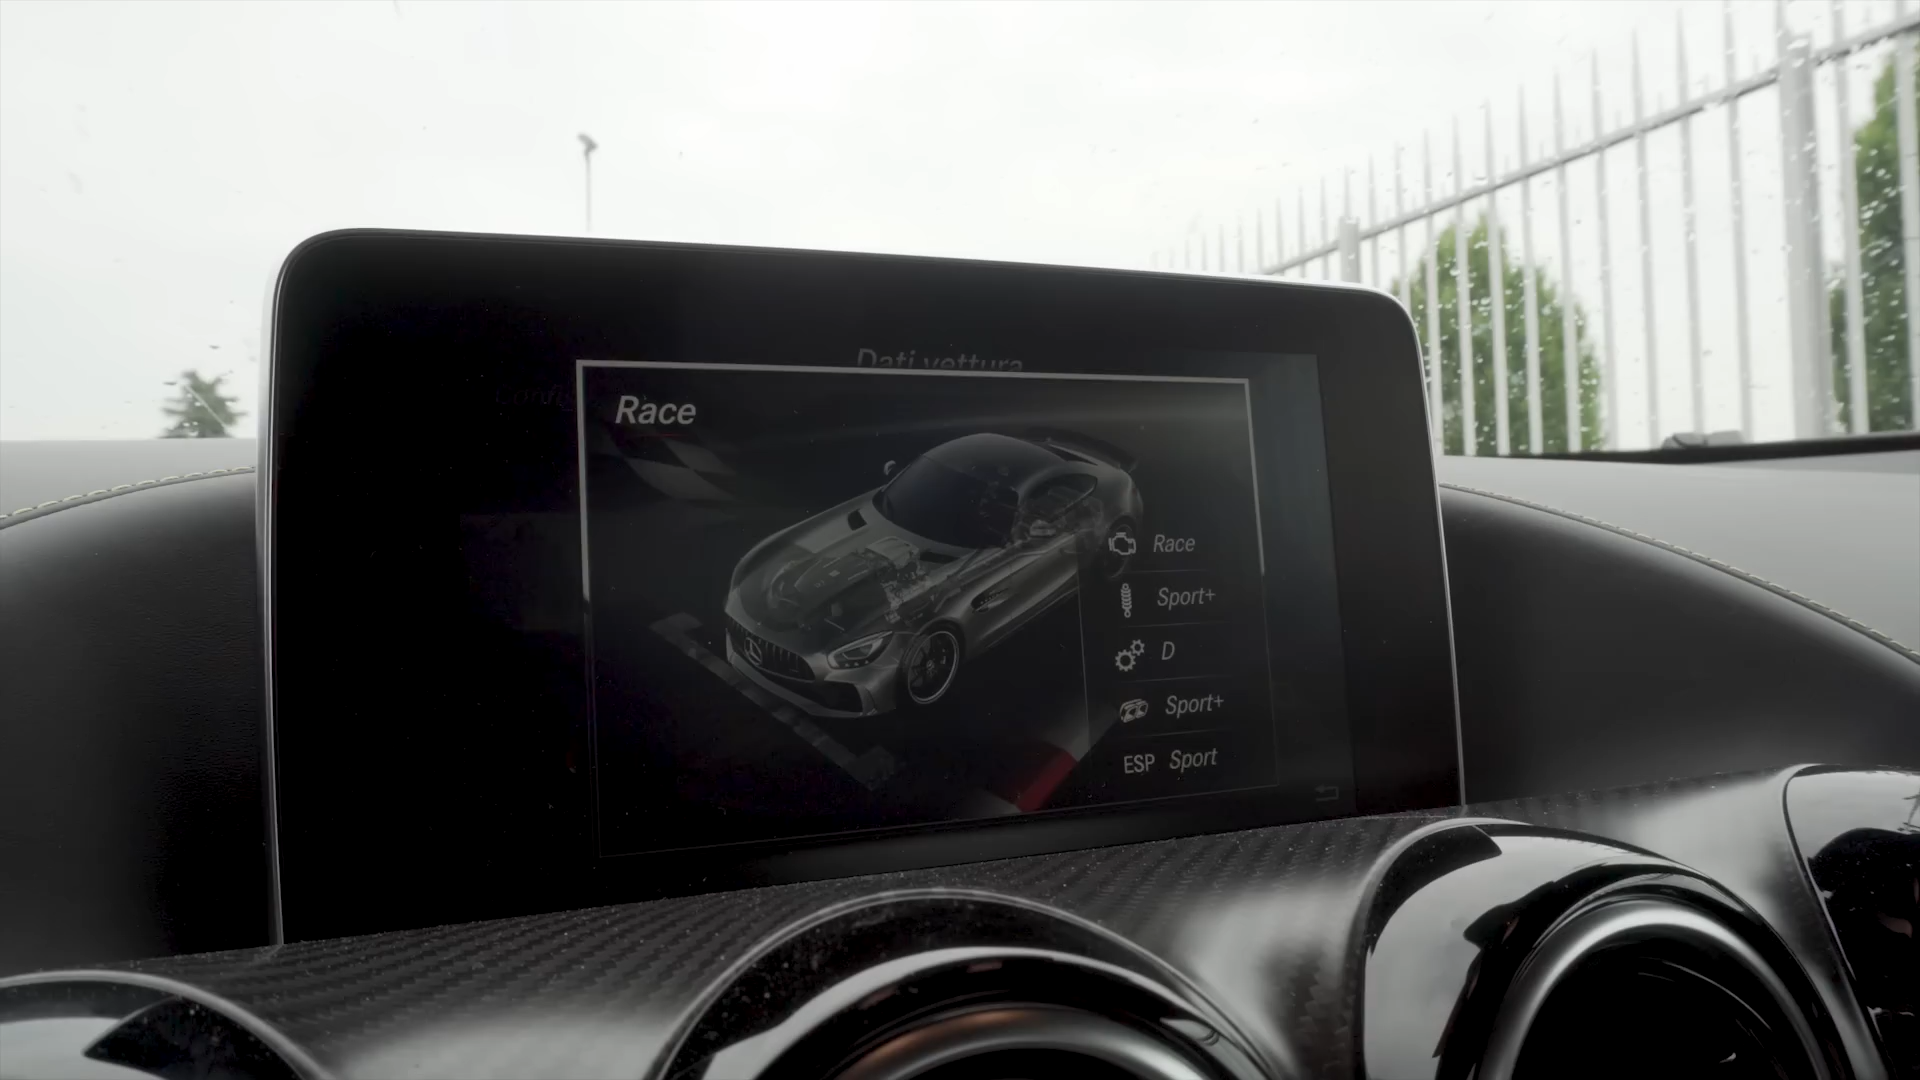 Dati vettura
Race
Race
Sport+
D
Sport+
ESP Sport